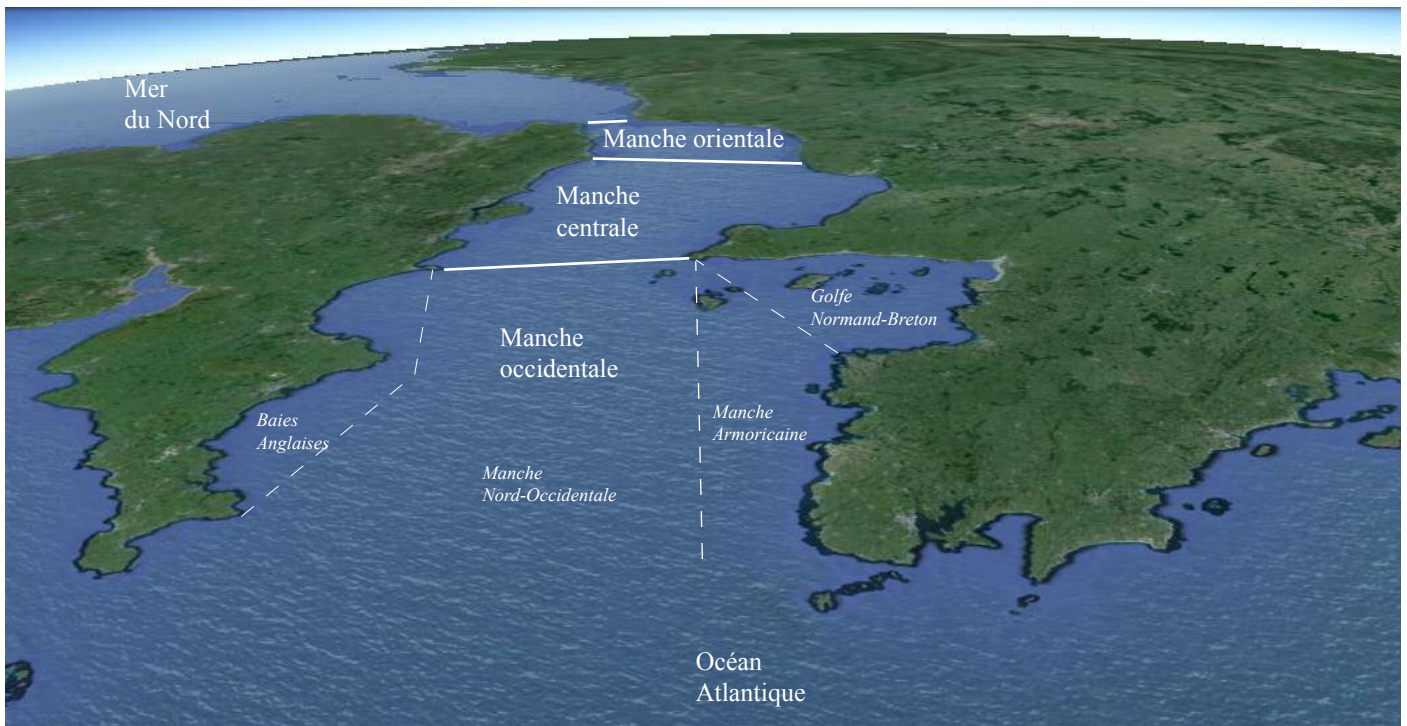 Mer
du Nord
Manche orientale
Manche
centrale
Golfe
Normand-Breton
Manche
occidentale
Baies
Anglaises
Manche
Armoricaine
Manche
Nord-Occidentale
Océan
Atlantique